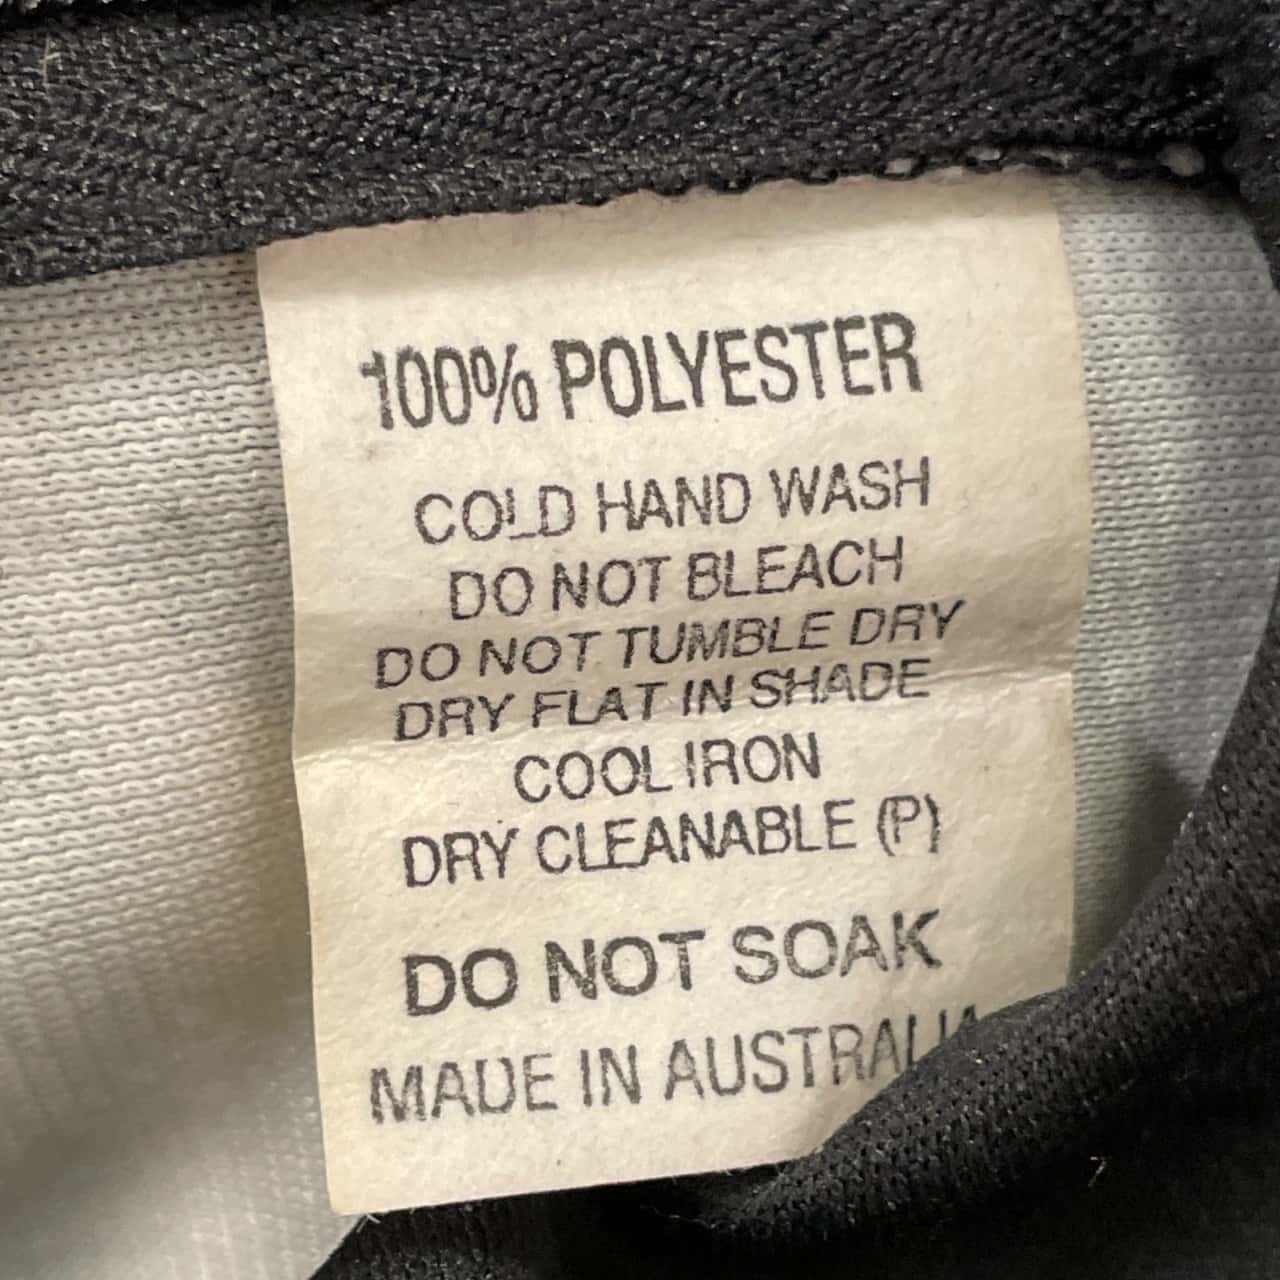 100% POLYESTER
COLD HAND WASH
DO NOT BLEACH
DO NOT TUMBLE DRY
DRY FLAT IN SHADE
COOL IRON
DRY CLEANABLE (P)
DO NOT SOAK
MADE IN AUSTRALIA